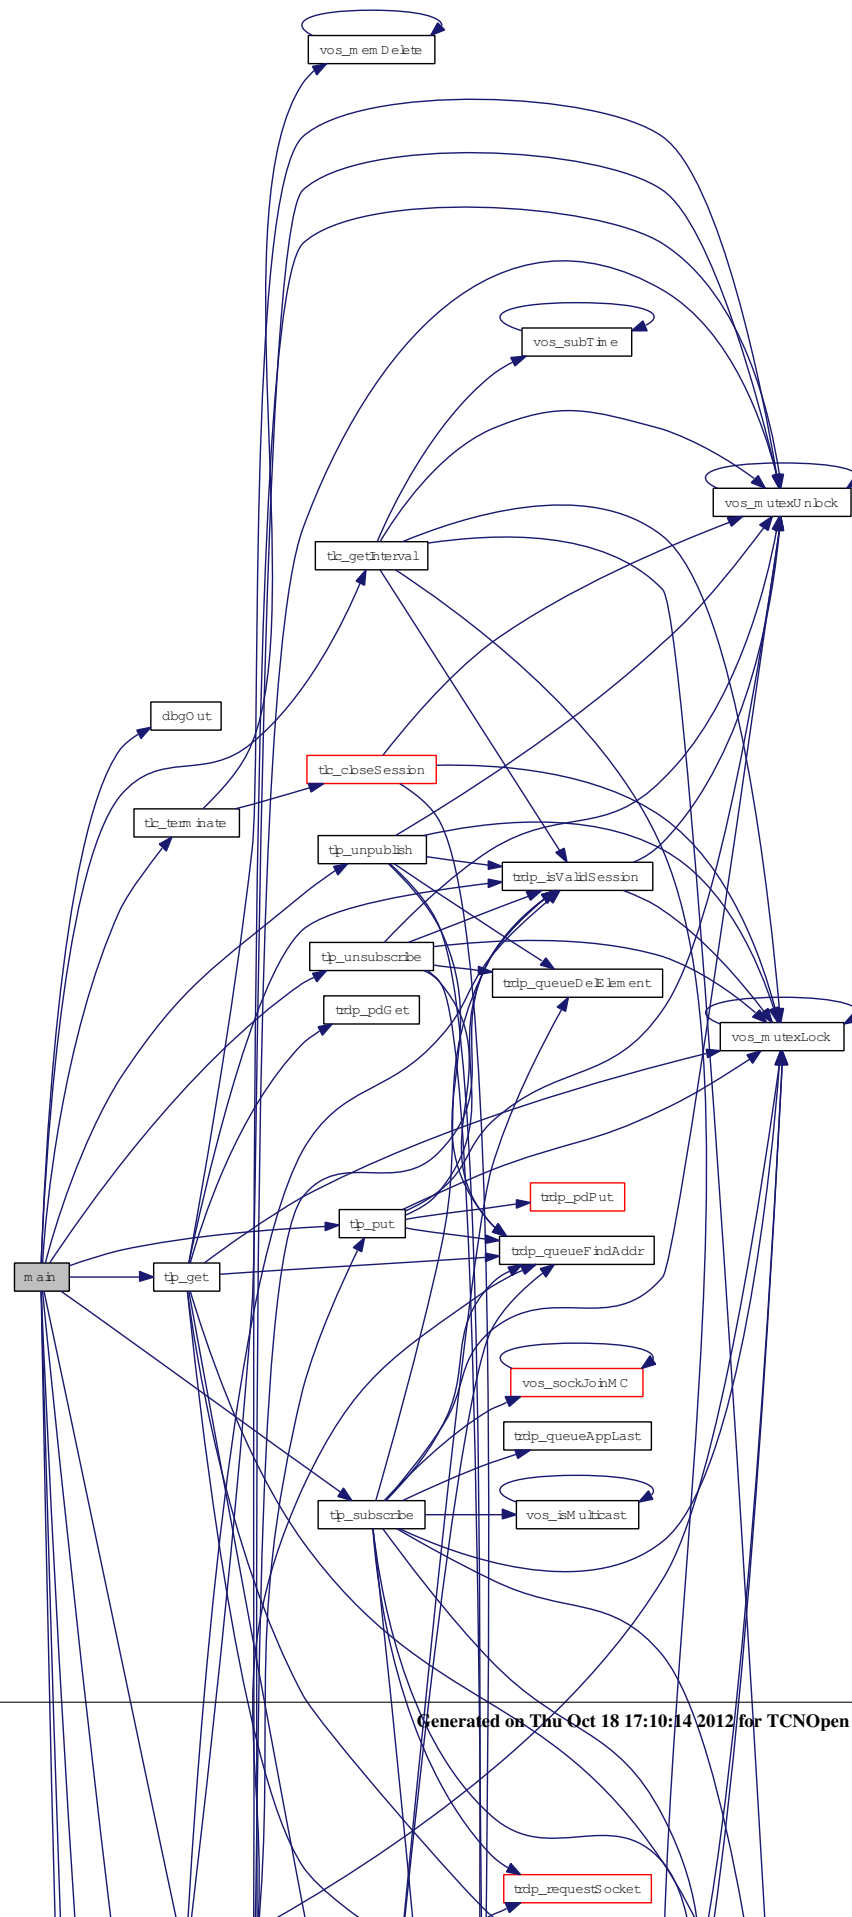 vos_memDelete
vos_subTime
vos_mutexUnlock
tlc_getInterval
dbgOut
tlc_closeSession
tlc_terminate
tlp_unpublish
trdp_isValidSession
tlp_unsubscribe
trdp_queueDelElement
trdp_pdGet
vos_mutexLock
trdp_pdPut
tlp_put
trdp_queueFindAddr
main
tlp_get
vos_sockJoinMC
trdp_queueAppLast
tlp_subscribe
vos_isMulticast
Generated on Thu Oct 18 17:10:14 2012 for TCNOpen
trdp_requestSocket